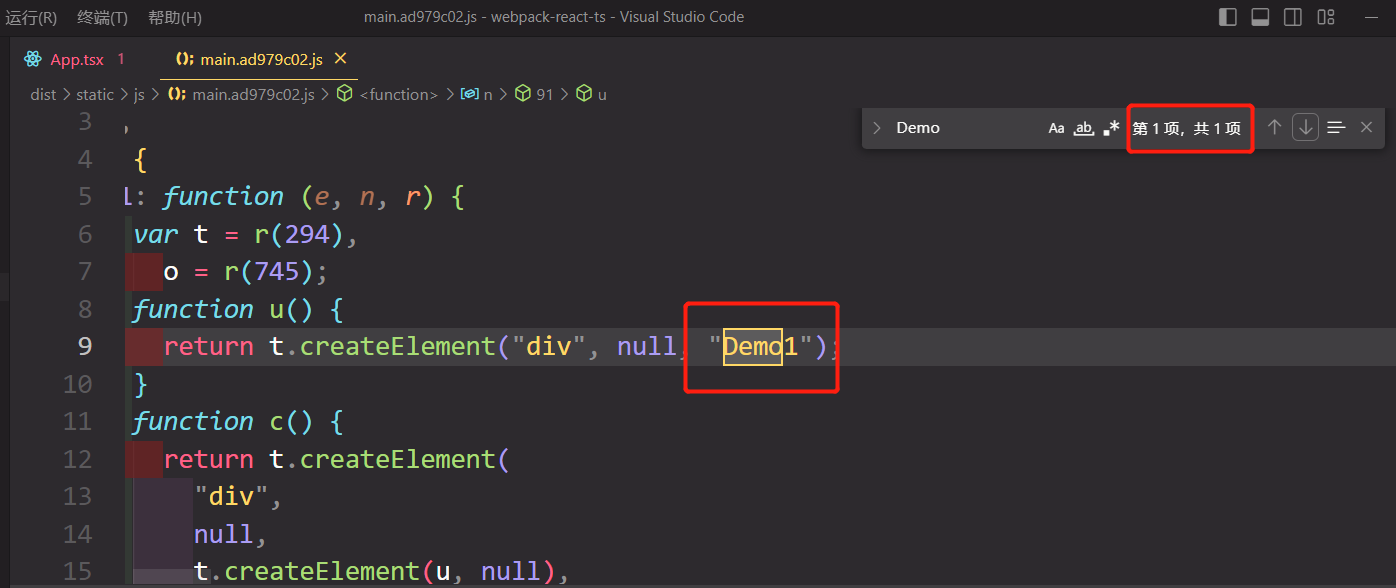 运行(R) 终端(T) 帮助(H) main.ad979c02.js - webpack-react-ts - Visual Studio Code
App.tsx 1 (); main.ad979c02.js
dist > static > js > (); main.ad979c02.js > <function> > n > 91 > u
Demo Aa ab .* 第 1 项，共 1 项
3 ,
4 {
5 1: function (e, n, r) {
6 var t = r(294),
7 o = r(745);
8 function u() {
9 return t.createElement("div", null, "Demo1");
10 }
11 function c() {
12 return t.createElement(
13 "div",
14 null,
15 t.createElement(u, null),